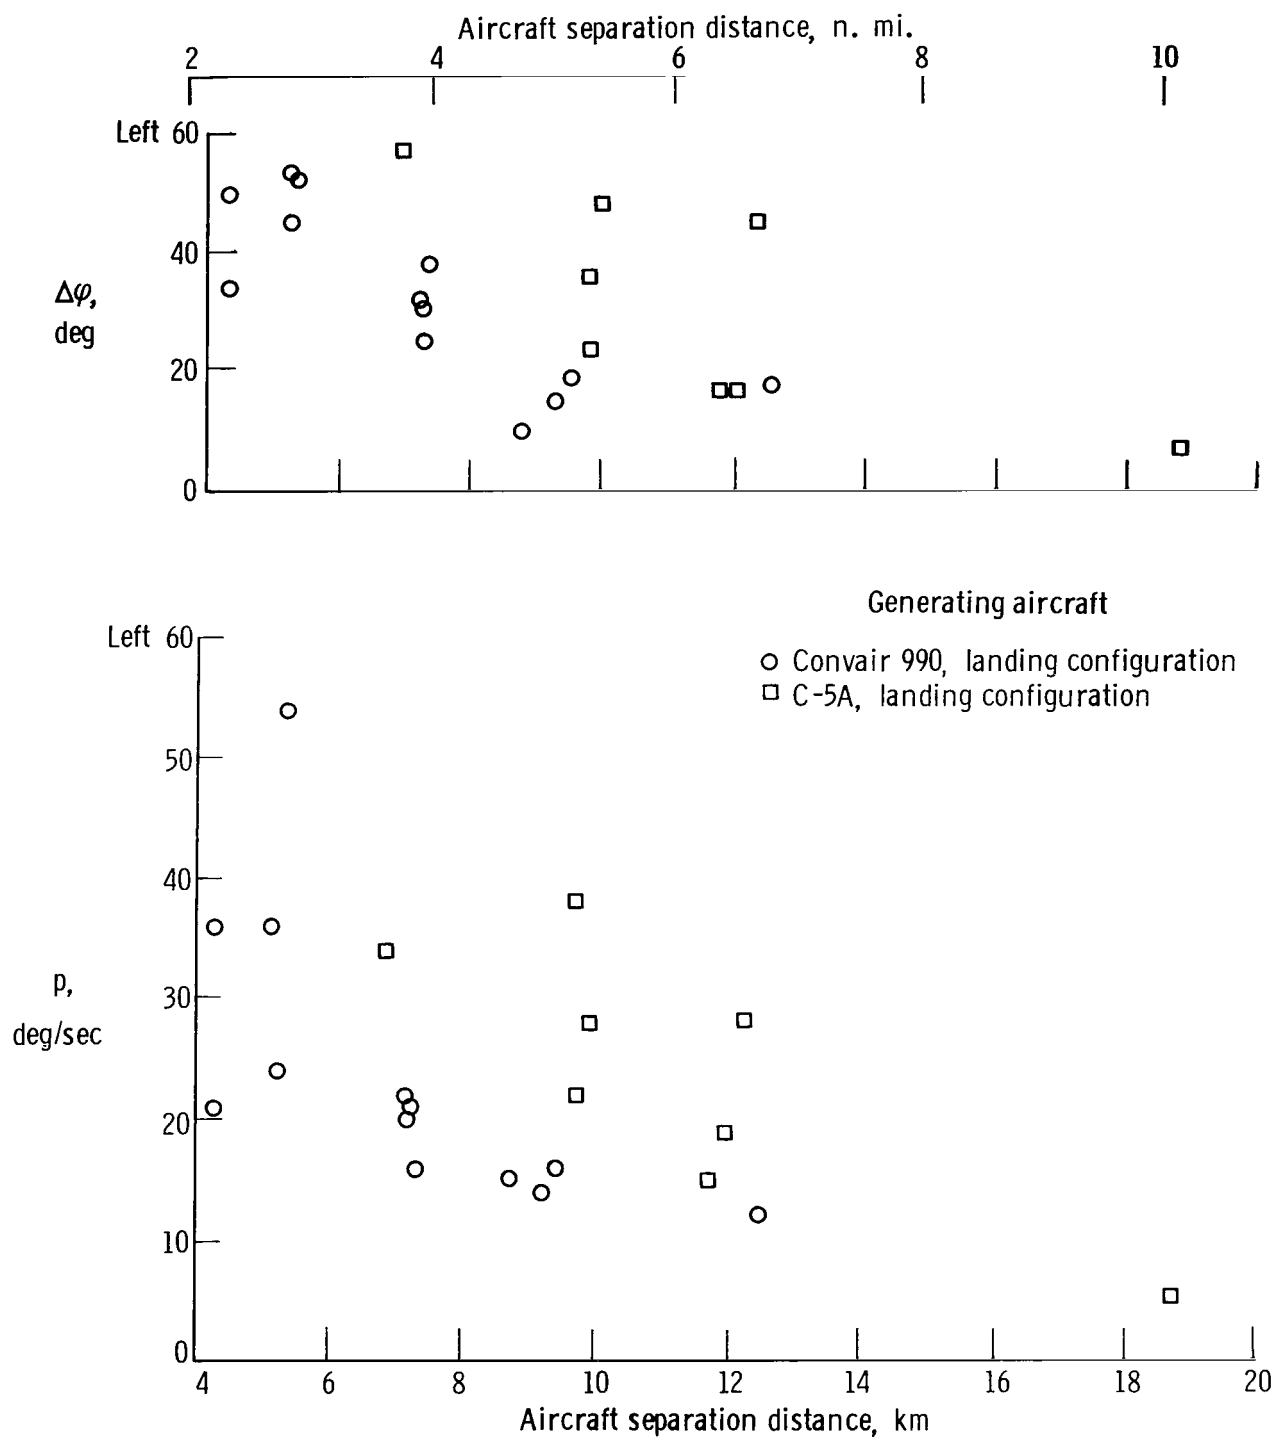 Aircraft separation distance, n. mi.
2 4 6 8 10
Left 60
40
Δφ,
deg
20
0
Generating aircraft
Convair 990, landing configuration
C-5A, landing configuration
Left 60
50
40
p,
30
deg/sec
20
10
0
4 6 8 10 12 14 16 18 20
Aircraft separation distance, km